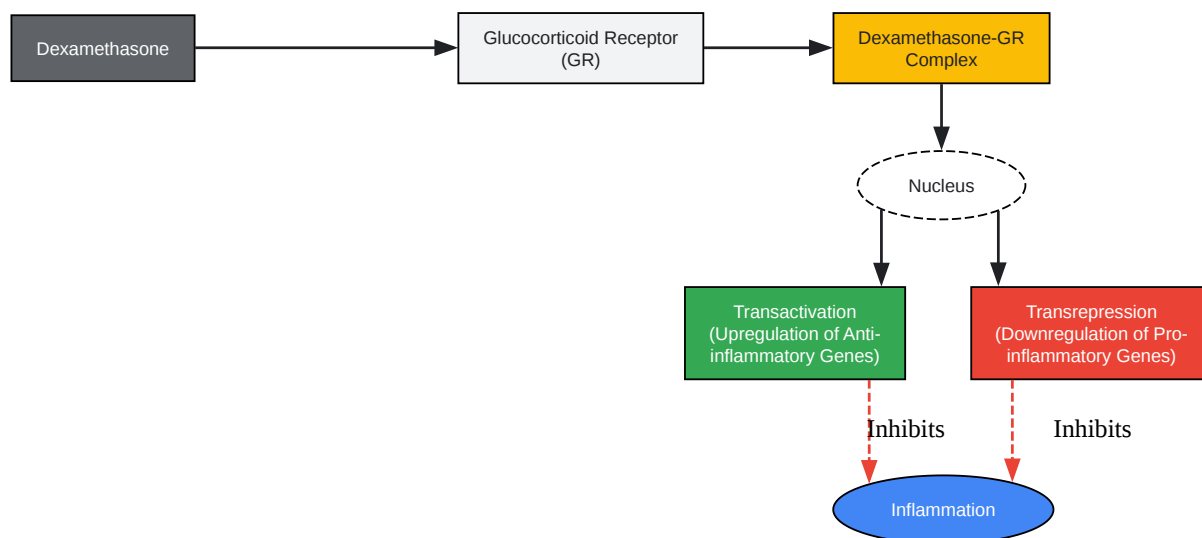 Dexamethasone
Glucocorticoid Receptor
(GR)
Dexamethasone-GR
Complex
Nucleus
Transactivation
(Upregulation of Anti-
inflammatory Genes)
Transrepression
(Downregulation of Pro-
inflammatory Genes)
Inhibits
Inhibits
Inflammation